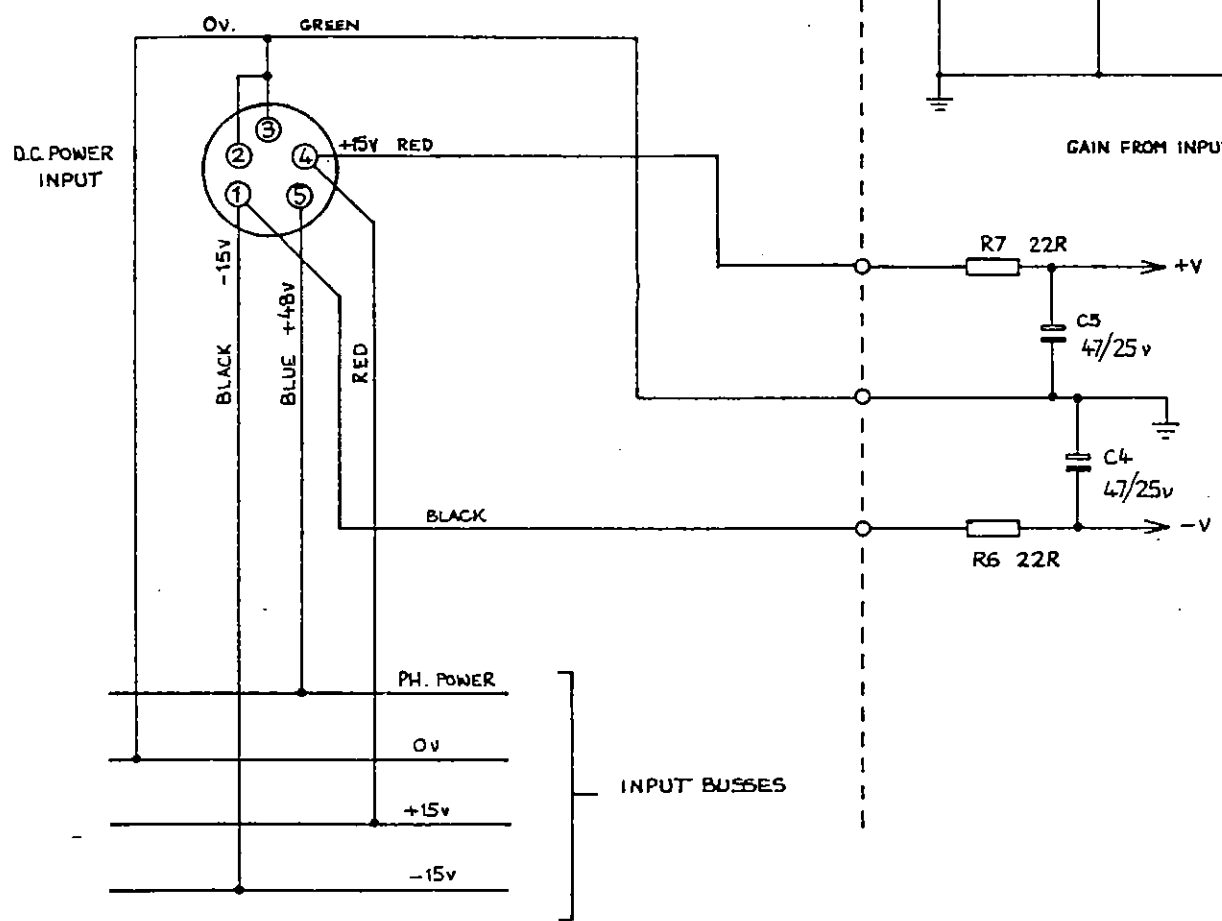 0v.
GREEN
D.C. POWER
INPUT
3
2
4
+15V RED
1
5
GAIN FROM INPU
R7 22R
+V
C5
47/25v
BLACK -15v
BLUE +48v
RED
C4
47/25v
BLACK
-V
R6 22R
PH. POWER
0v
INPUT BUSSES
+15v
-15v